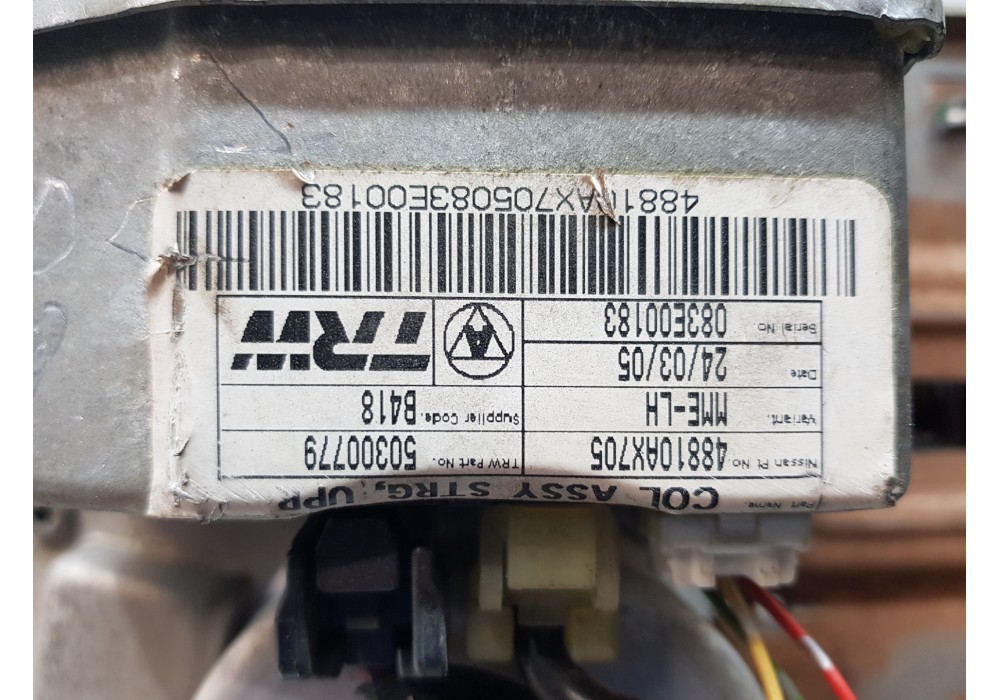 Part Name COL ASSY STRG, UPP
Nissan Pt No. 48810AX705 TRW Part No. 50300779
Variant. MME-LH Supplier Code. B418
Date 24/03/05
Serial No. 083E00183
TRW
48810AX705083E00183